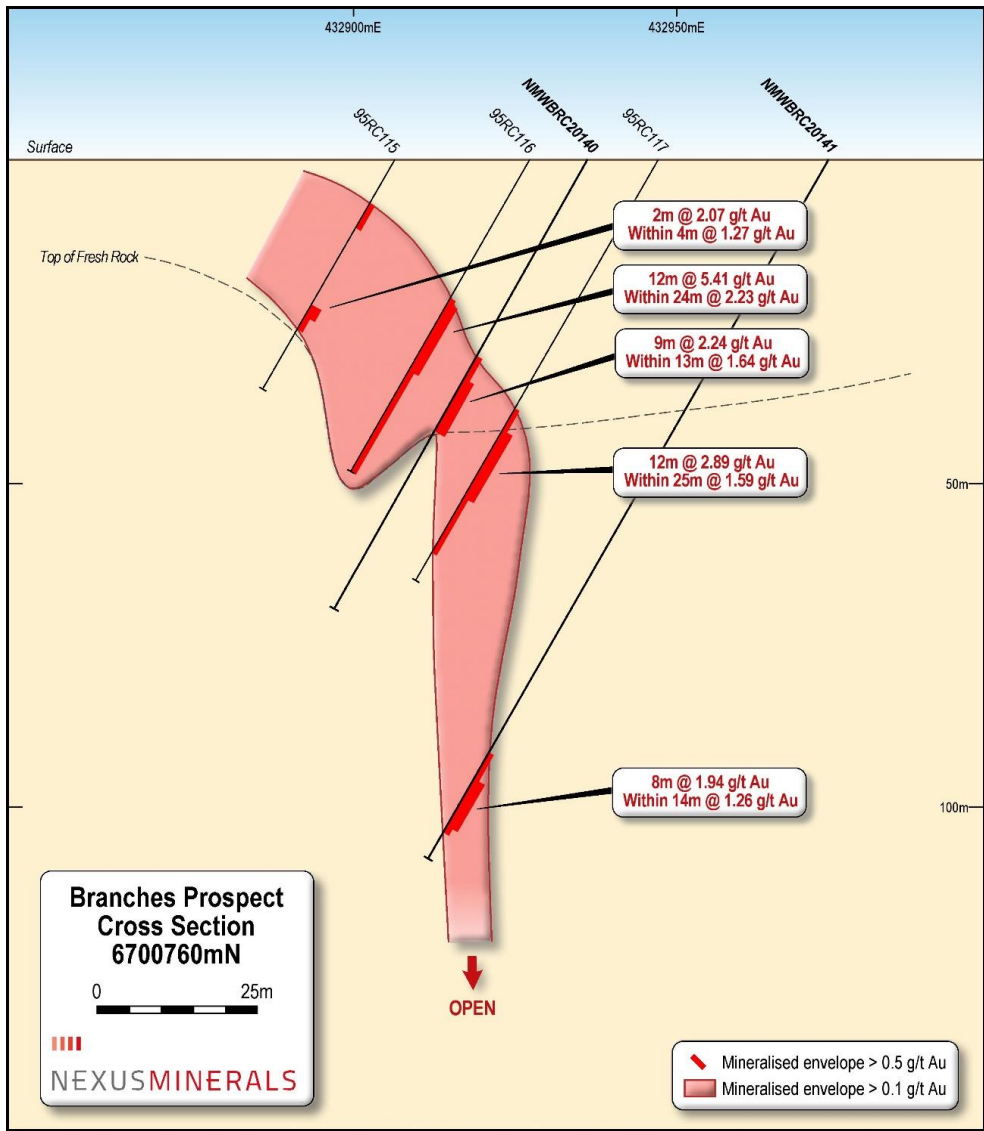 432900mE
432950mE
95RC115
95RC116
NMWBRC20140
95RC117
NMWBRC20141
Surface
2m @ 2.07 g/t Au
Within 4m @ 1.27 g/t Au
Top of Fresh Rock
12m @ 5.41 g/t Au
Within 24m @ 2.23 g/t Au
9m @ 2.24 g/t Au
Within 13m @ 1.64 g/t Au
12m @ 2.89 g/t Au
Within 25m @ 1.59 g/t Au
50m
8m @ 1.94 g/t Au
Within 14m @ 1.26 g/t Au
100m
Branches Prospect
Cross Section
6700760mN
0 25m
NEXUSMINERALS
OPEN
Mineralised envelope > 0.5 g/t Au
Mineralised envelope > 0.1 g/t Au